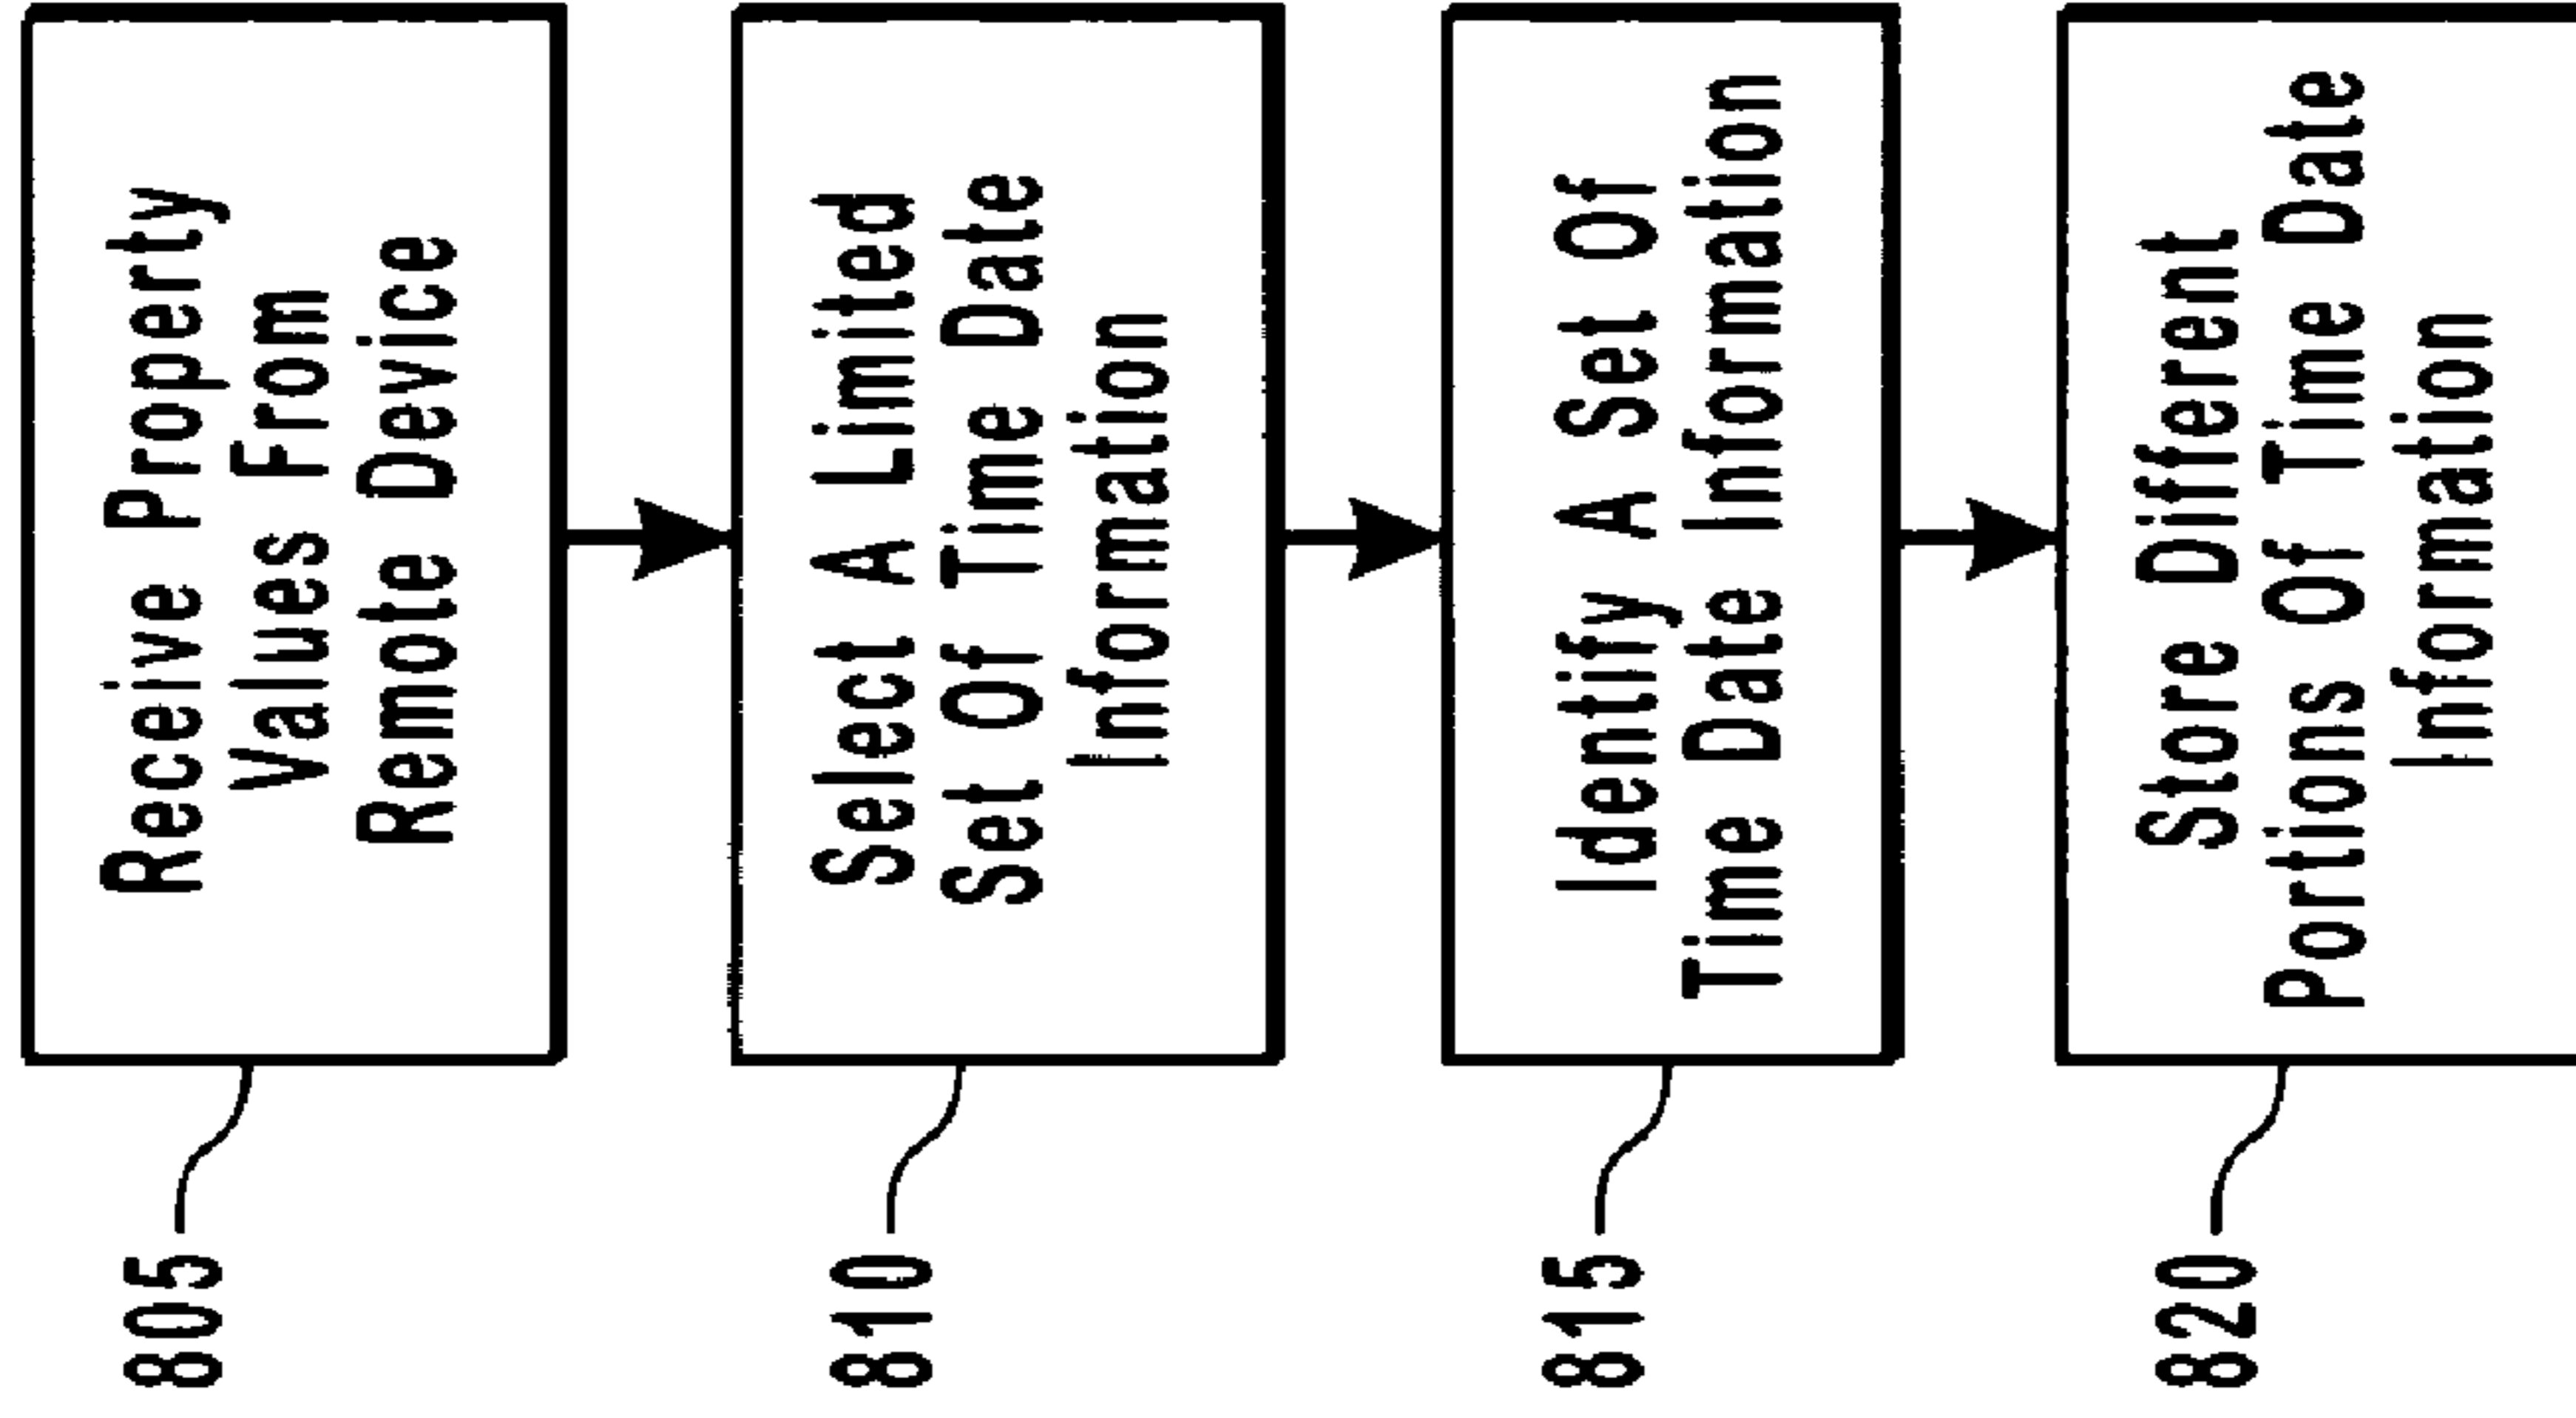 805
Receive Property
Values From
Remote Device
810
Select A Limited
Set Of Time Date
Information
815
Identify A Set Of
Time Date Information
820
Store Different
Portions Of Time Date
Information